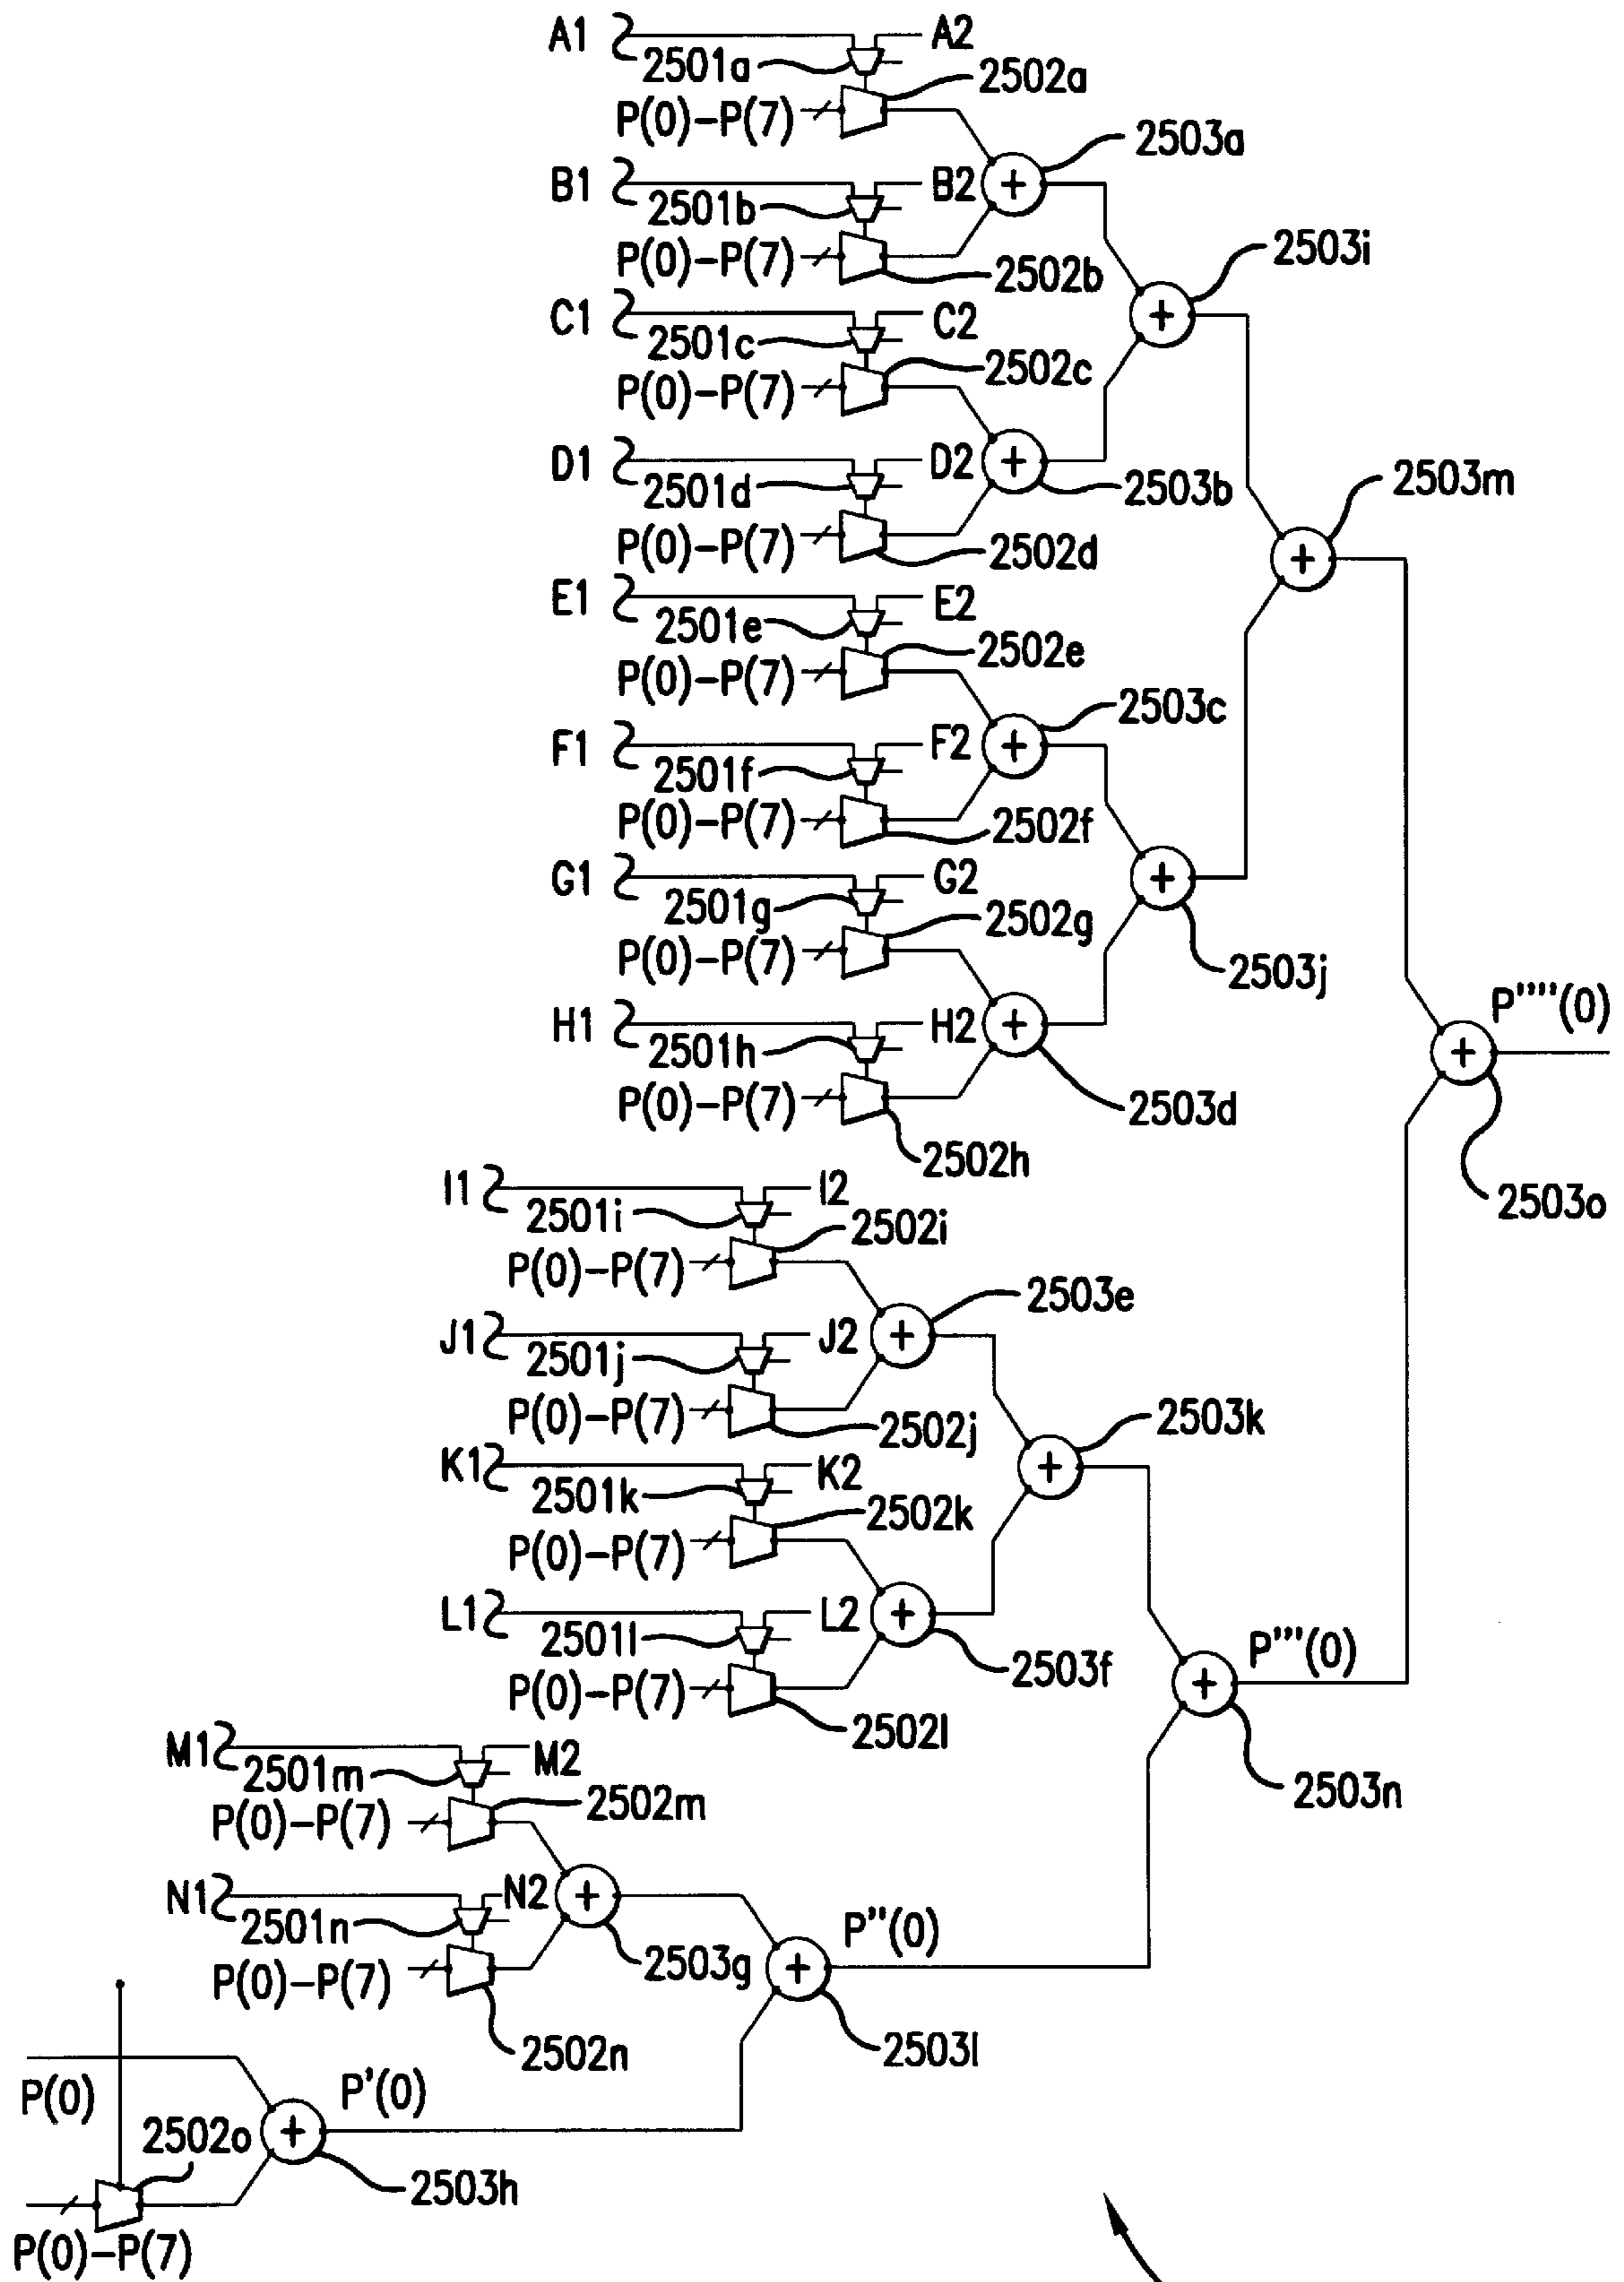 A1 A2
2501a 2502a
P(0)-P(7)
2503a
B1 B2
2501b
P(0)-P(7) 2502b
2503i
C1 C2
2501c 2502c
P(0)-P(7)
D1 D2
2501d 2503b
2503m
P(0)-P(7) 2502d
E1 E2
2501e 2502e
P(0)-P(7)
2503c
F1 F2
2501f
P(0)-P(7) 2502f
G1 G2
2501g 2502g
P(0)-P(7) 2503j
P''''(0)
H1 H2
2501h
P(0)-P(7) 2503d
2502h
I1 I2
2503o
2501i 2502i
P(0)-P(7)
2503e
J1 J2
2501j
P(0)-P(7) 2502j
2503k
K1 K2
2501k 2502k
P(0)-P(7)
L1 L2
2501l
P'''(0)
P(0)-P(7) 2503f
2502l
M1 M2
2501m 2502m
2503n
P(0)-P(7)
N1 N2
2501n
P''(0)
P(0)-P(7) 2503g
2502n 2503l
P(0) P'(0)
2502o
2503h
P(0)-P(7)